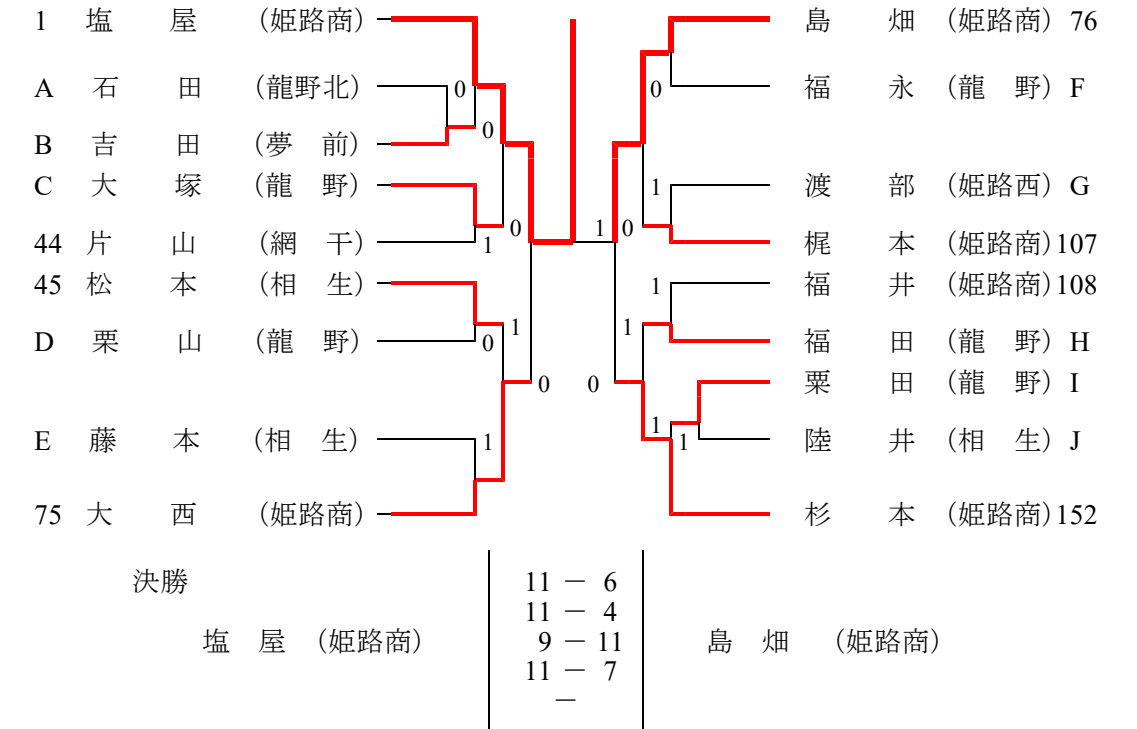 1 塩 屋 (姫路商) 島 畑 (姫路商) 76
A 石 田 (龍野北) 0 0 福 永 (龍 野) F
0
B 吉 田 (夢 前)
C 大 塚 (龍 野) 1 渡 部 (姫路西) G
0 1 0
44 片 山 (網 干) 1 梶 本 (姫路商) 107
45 松 本 (相 生) 1 福 井 (姫路商) 108
1 1
D 栗 山 (龍 野) 0 福 田 (龍 野) H
0 0 粟 田 (龍 野) I
1
E 藤 本 (相 生) 1 1 陸 井 (相 生) J
75 大 西 (姫路商) 杉 本 (姫路商) 152
決勝 11 － 6
11 － 4
塩 屋 (姫路商) 9 － 11 島 畑 (姫路商)
11 － 7
－